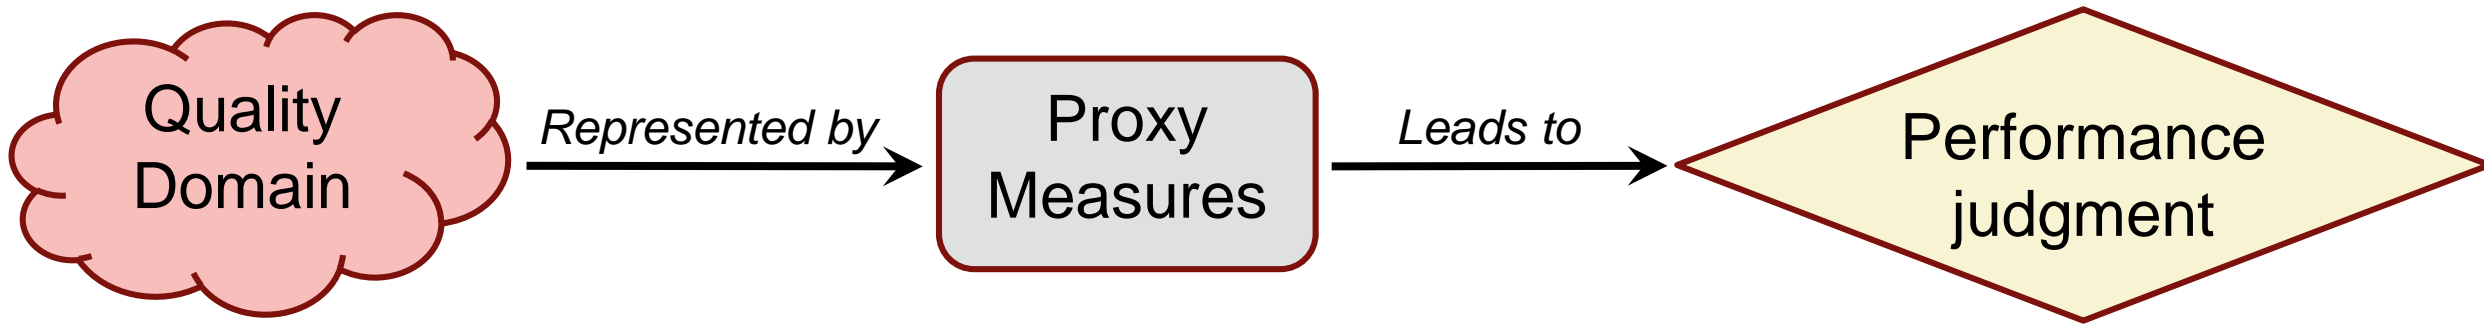 Quality
Domain
Represented by
Proxy
Measures
Leads to
Performance
judgment